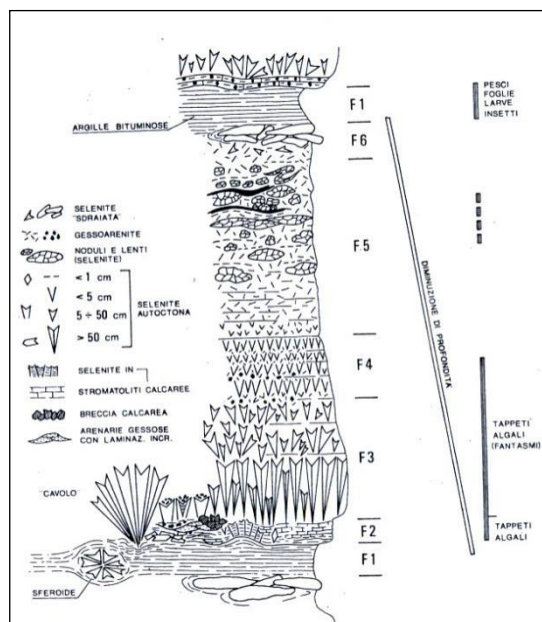 PESCI
FOGLIE
LARVE
INSETTI
F1
ARGILLE BITUMINOSE
F6
SELENITE
"SDRAIATA"
GESSOARENITE
NODULI E LENTI
(SELENITE)
< 1 cm
< 5 cm
5 ÷ 50 cm
> 50 cm
SELENITE
AUTOCTONA
SELENITE IN
STROMATOLITI CALCAREE
BRECCIA CALCAREA
ARENARIE GESSOSE
CON LAMINAZ. INCR.
F5
DIMINUZIONE DI PROFONDITÀ
F4
TAPPETI
ALGALI
(FANTASMI)
F3
"CAVOLO"
F2
TAPPETI
ALGALI
F1
SFEROIDE